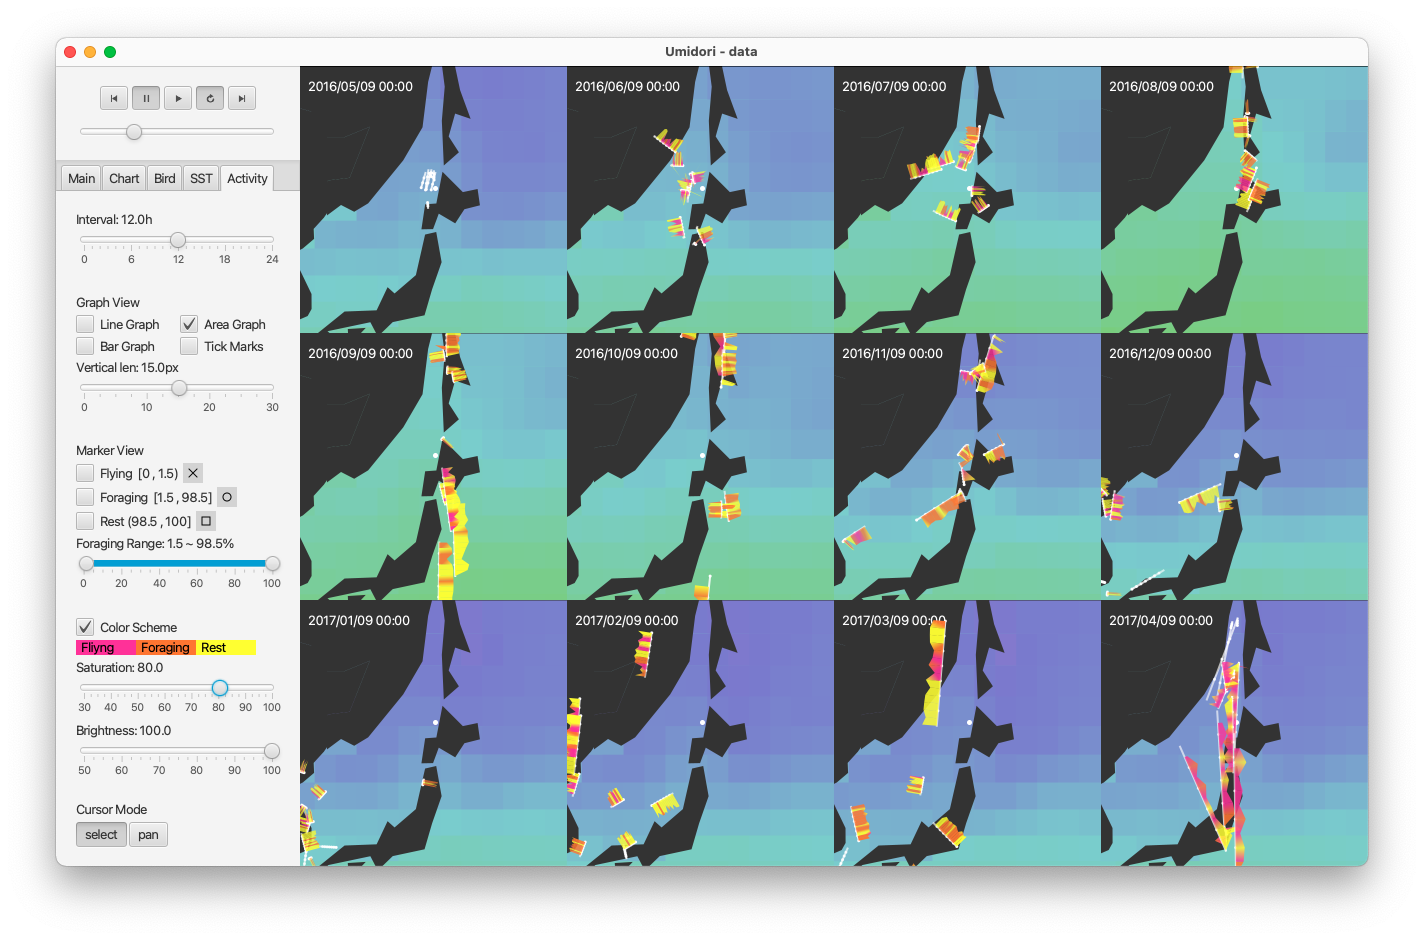 Umidori - data
Main Chart Bird SST Activity
Interval: 12.0h
0 6 12 18 24
Graph View
Line Graph Area Graph
Bar Graph Tick Marks
Vertical len: 15.0px
0 10 20 30
Marker View
Flying [0 , 1.5)
Foraging [1.5 , 98.5]
Rest (98.5 , 100]
Foraging Range: 1.5 ~ 98.5%
0 20 40 60 80 100
Color Scheme
Fliyng Foraging Rest
Saturation: 80.0
30 40 50 60 70 80 90 100
Brightness: 100.0
50 60 70 80 90 100
Cursor Mode
select pan
2016/05/09 00:00 2016/06/09 00:00 2016/07/09 00:00 2016/08/09 00:00
2016/09/09 00:00 2016/10/09 00:00 2016/11/09 00:00 2016/12/09 00:00
2017/01/09 00:00 2017/02/09 00:00 2017/03/09 00:00 2017/04/09 00:00